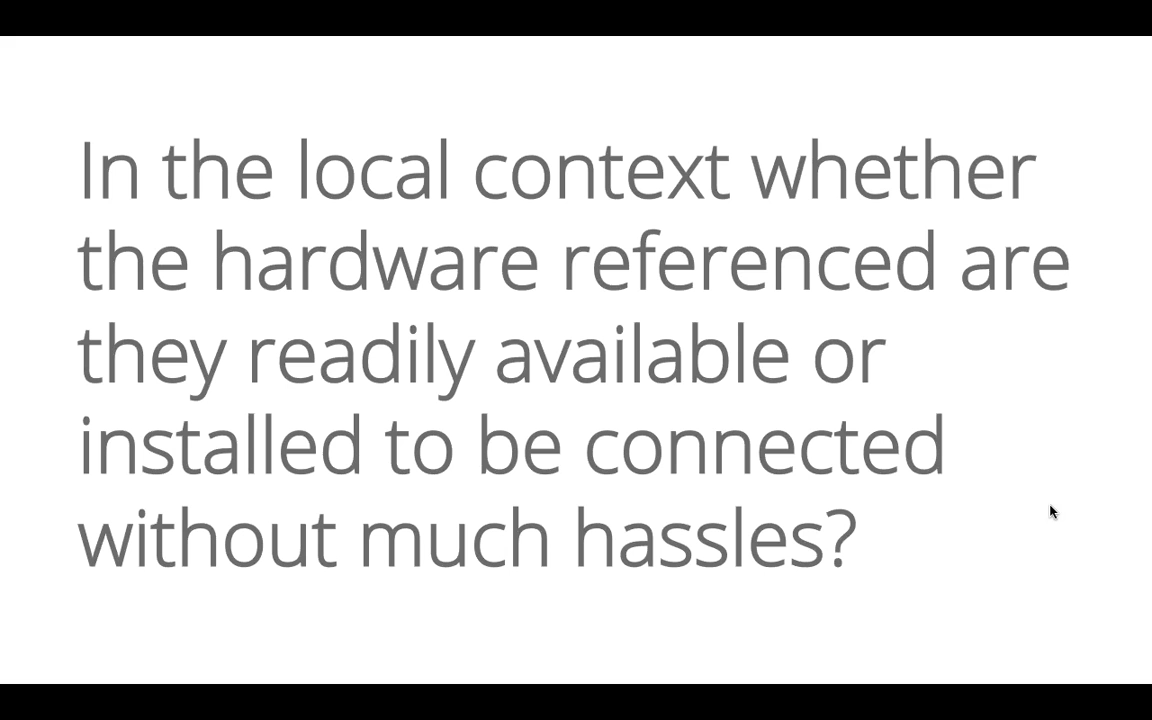 In the local context whether
the hardware referenced are
they readily available or
installed to be connected
without much hassles?